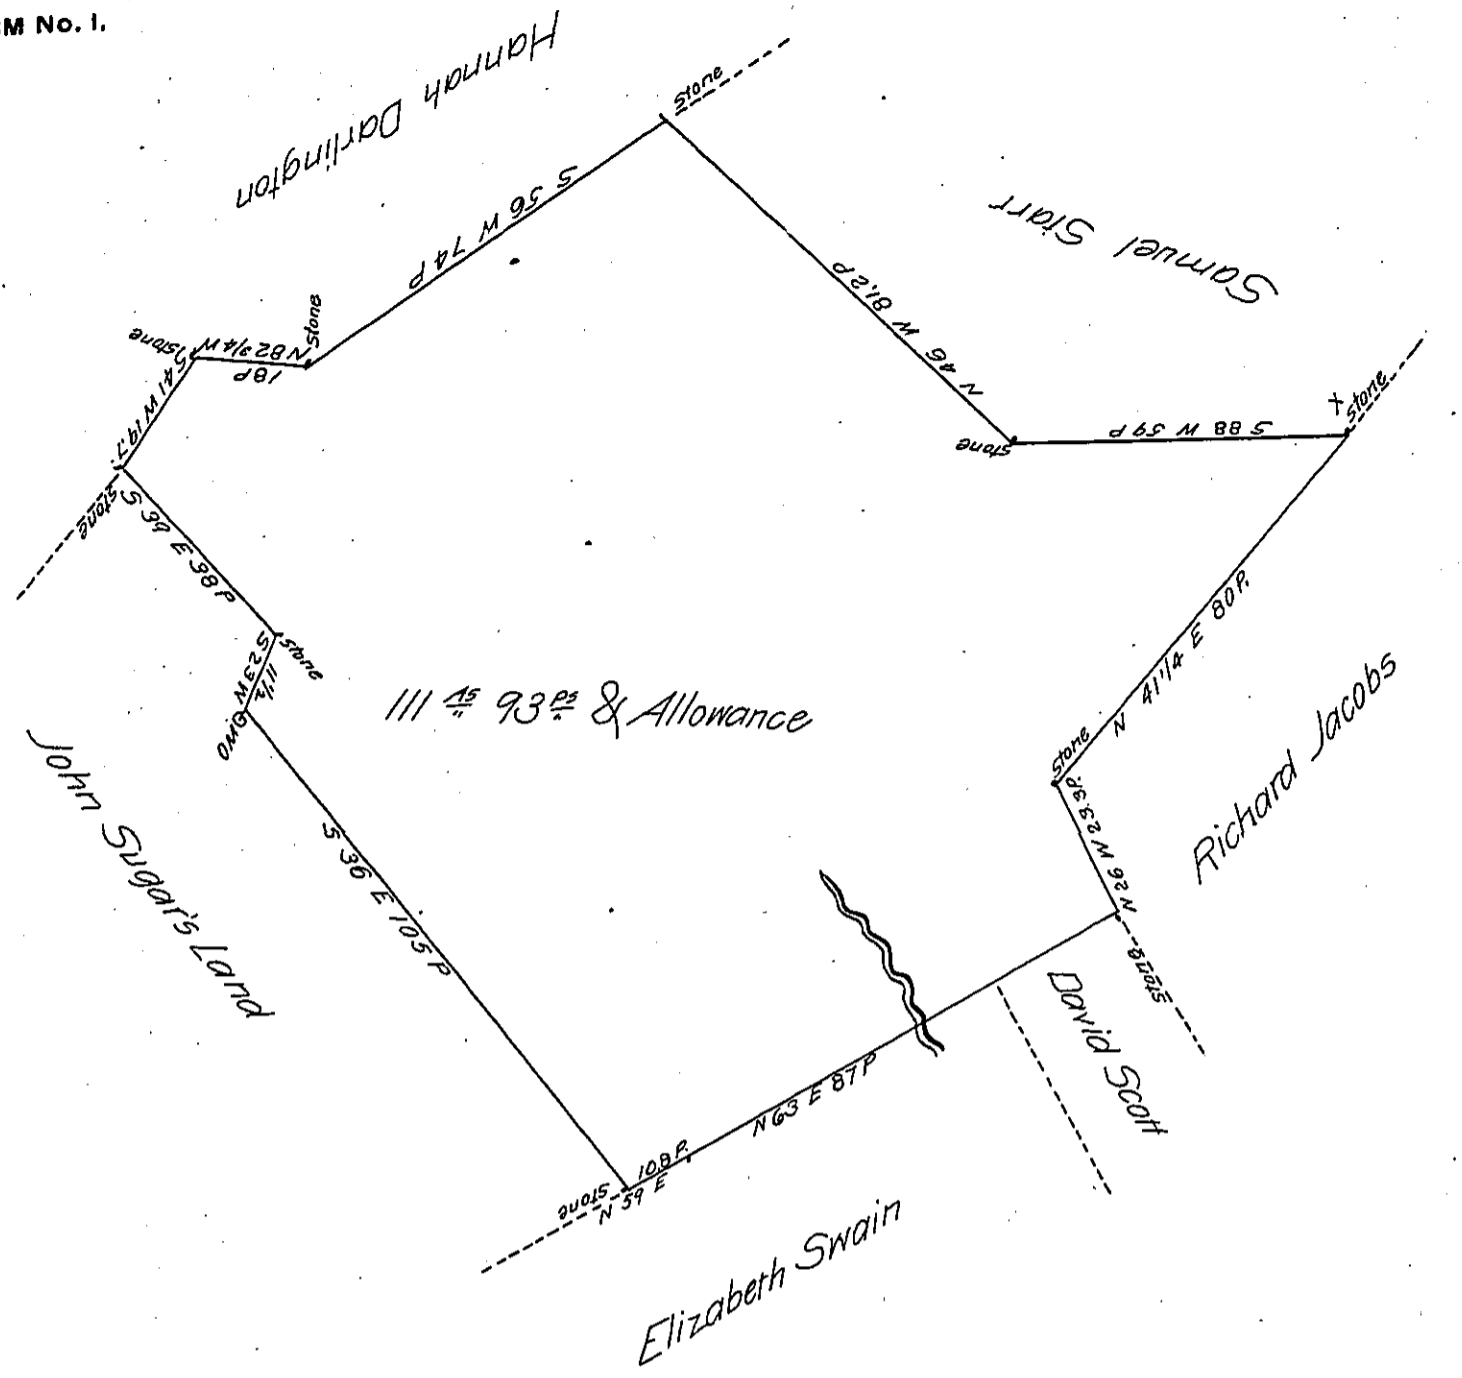 M No. I.
Hannah Darlington
Stone
S 56 W 74 P
Samuel Starr
N 46 W 81,2 P
Stone
N 82 3/4 W
18 P
stone
S 41 W 19.7.
stone
S 88 W 59 P
stone
X
stone
S 39 E 38 P
N 41 1/4 E 80 P.
Richard Jacobs
Stone
S 23 W
11 1/2
111 As 93 ps & Allowance
John Sugar's Land
S 36 E 105 P
Stone
N 26 W 23.3 P.
stone
David Scott
N 63 E 87 P
10.8 P.
N 59 E
stone
Elizabeth Swain